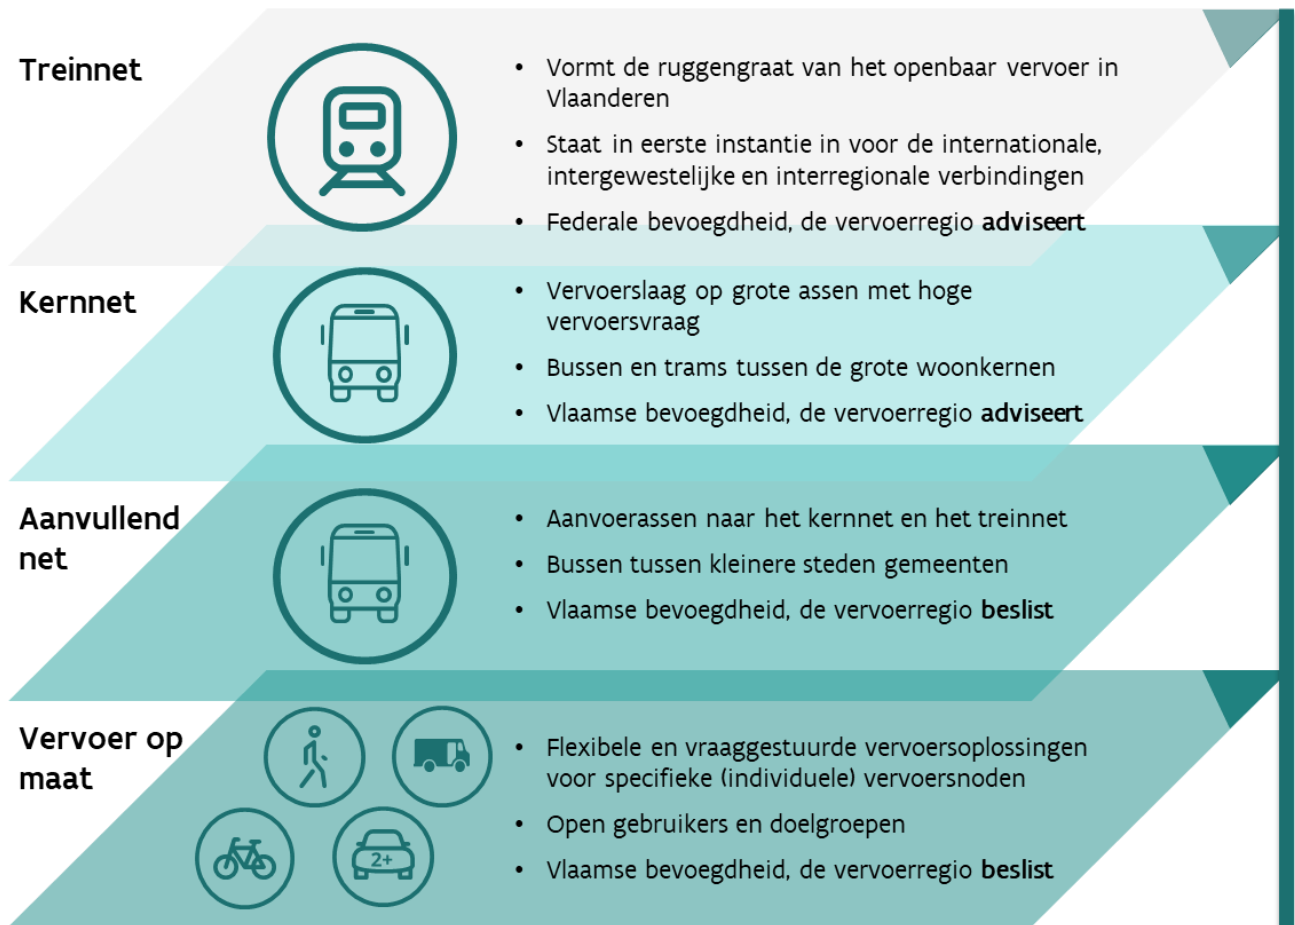 Treinnet
• Vormt de ruggengraat van het openbaar vervoer in
Vlaanderen
• Staat in eerste instantie in voor de internationale,
intergewestelijke en interregionale verbindingen
• Federale bevoegdheid, de vervoerregio adviseert
Kernnet
• Vervoerslaag op grote assen met hoge
vervoersvraag
• Bussen en trams tussen de grote woonkernen
• Vlaamse bevoegdheid, de vervoerregio adviseert
Aanvullend
net
• Aanvoerassen naar het kernnet en het treinnet
• Bussen tussen kleinere steden gemeenten
• Vlaamse bevoegdheid, de vervoerregio beslist
Vervoer op
maat
2+
• Flexibele en vraaggestuurde vervoersoplossingen
voor specifieke (individuele) vervoersnoden
• Open gebruikers en doelgroepen
• Vlaamse bevoegdheid, de vervoerregio beslist